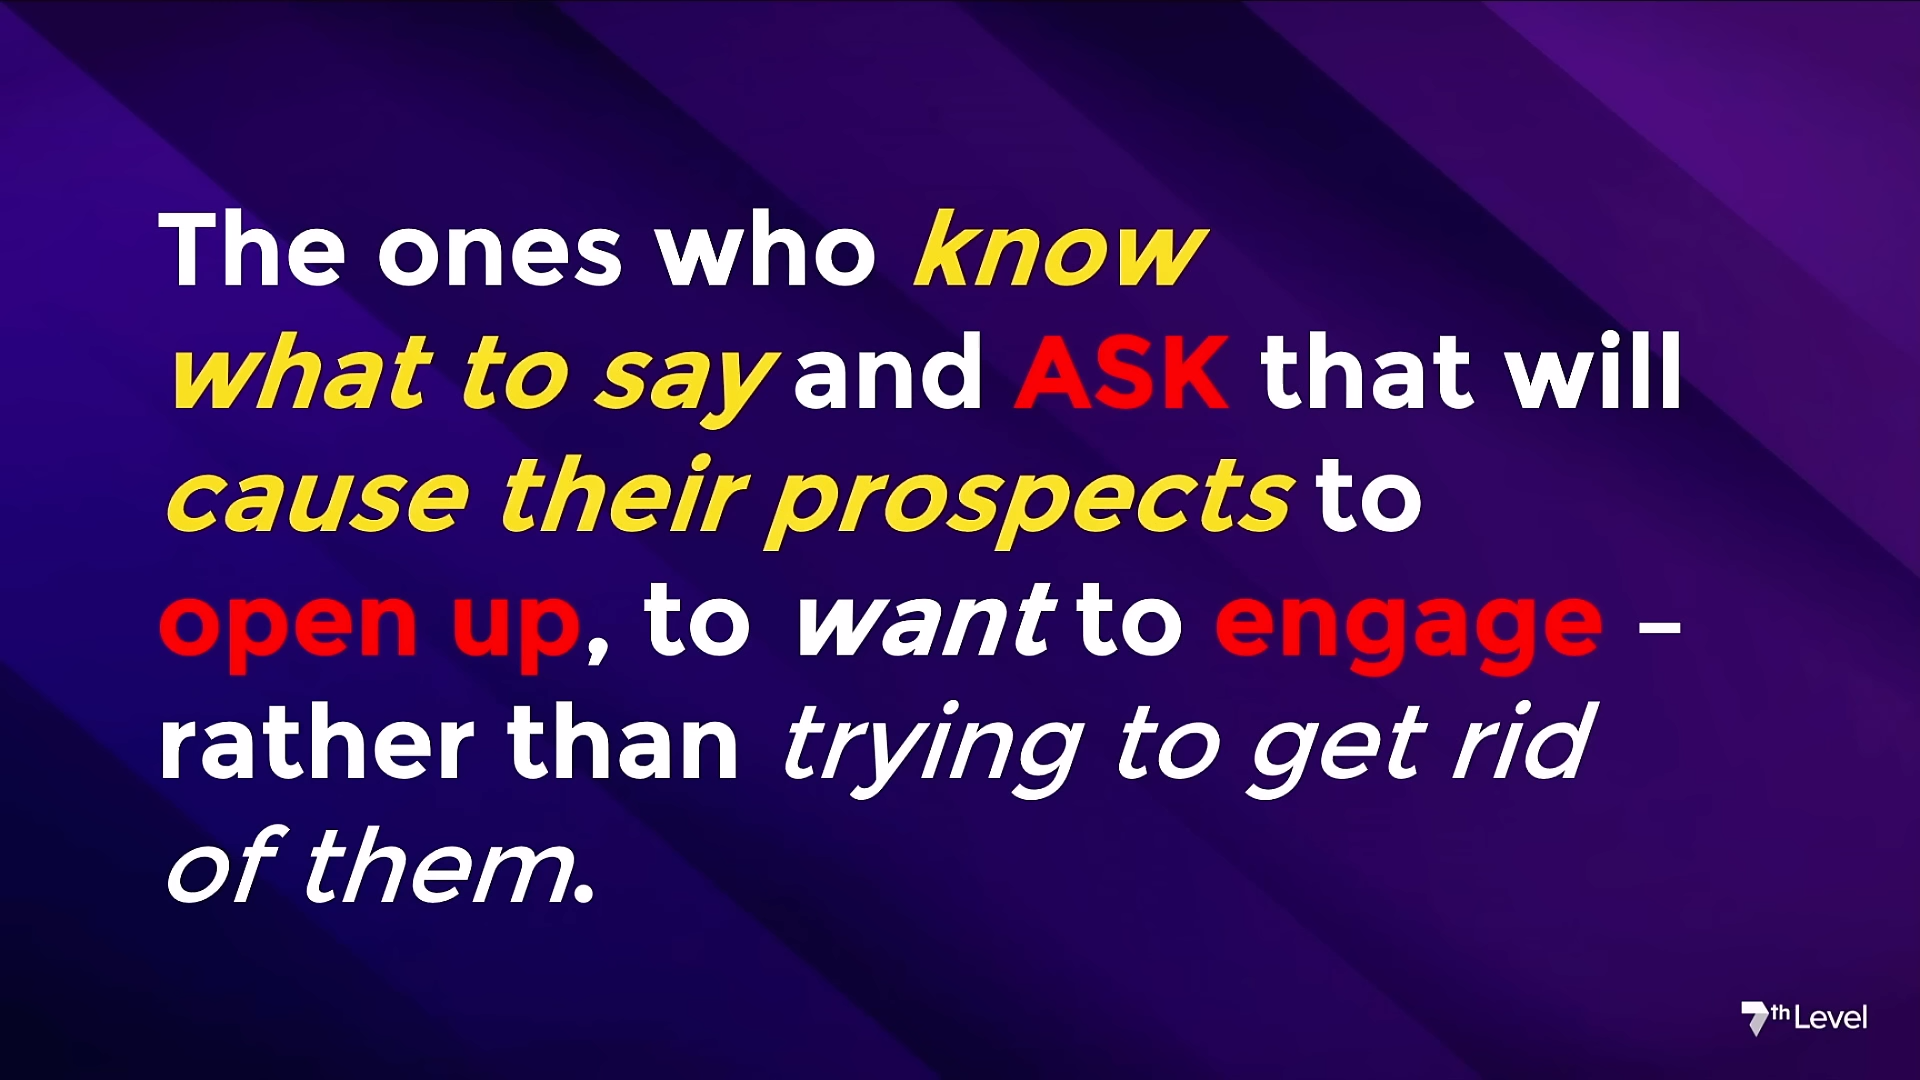 The ones who know
what to say and ASK that will
cause their prospects to
open up, to want to engage –
rather than trying to get rid
of them.
7th Level